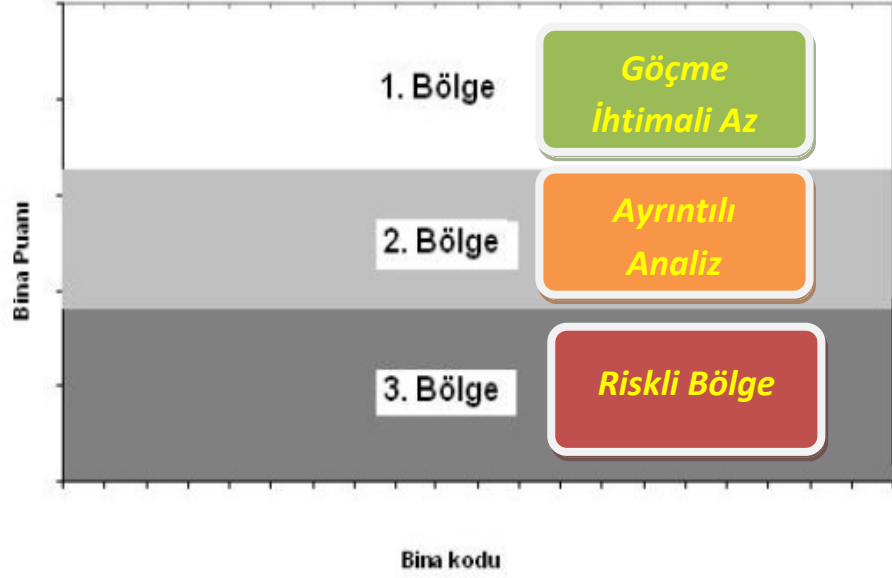 1. Bölge
Göçme
İhtimali Az
2. Bölge
Ayrıntılı
Analiz
3. Bölge
Riskli Bölge
Bina Puanı
Bina kodu